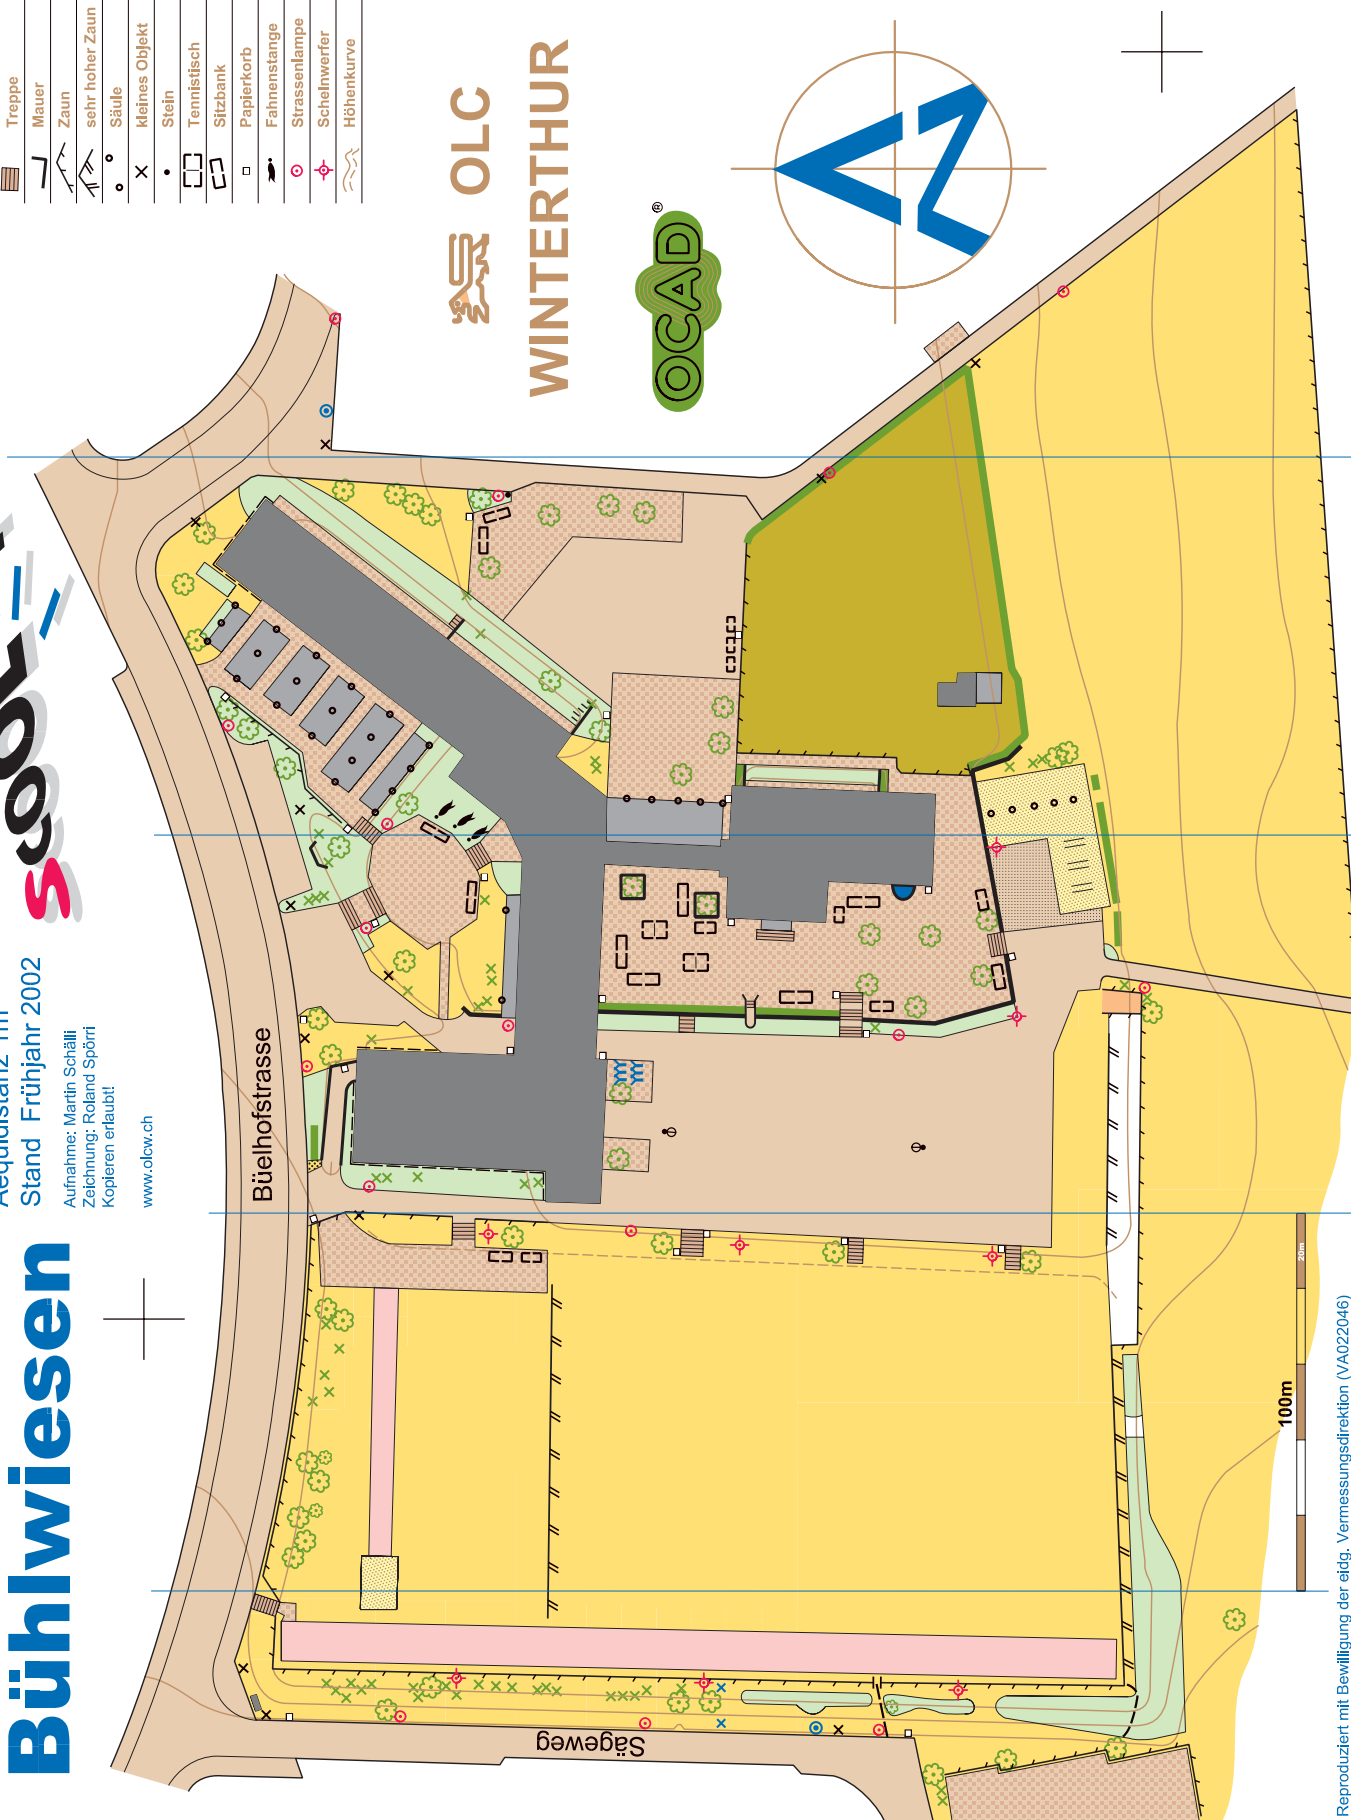 Treppe
Mauer
Zaun
sehr hoher Zaun
Säule
kleines Objekt
Stein
Tennistisch
Sitzbank
Papierkorb
Fahnenstange
Strassenlampe
Scheinwerfer
Höhenkurve
OLC
WINTERTHUR
OCAD®
Stand Frühjahr 2002
Aufnahme: Martin Schälli
Zeichnung: Roland Spörri
Kopieren erlaubt!
www.olcw.ch
Bühlwiesen
Büelhofstrasse
Sägeweg
100m
20m
Reproduziert mit Bewilligung der eidg. Vermessungsdirektion (VA022046)